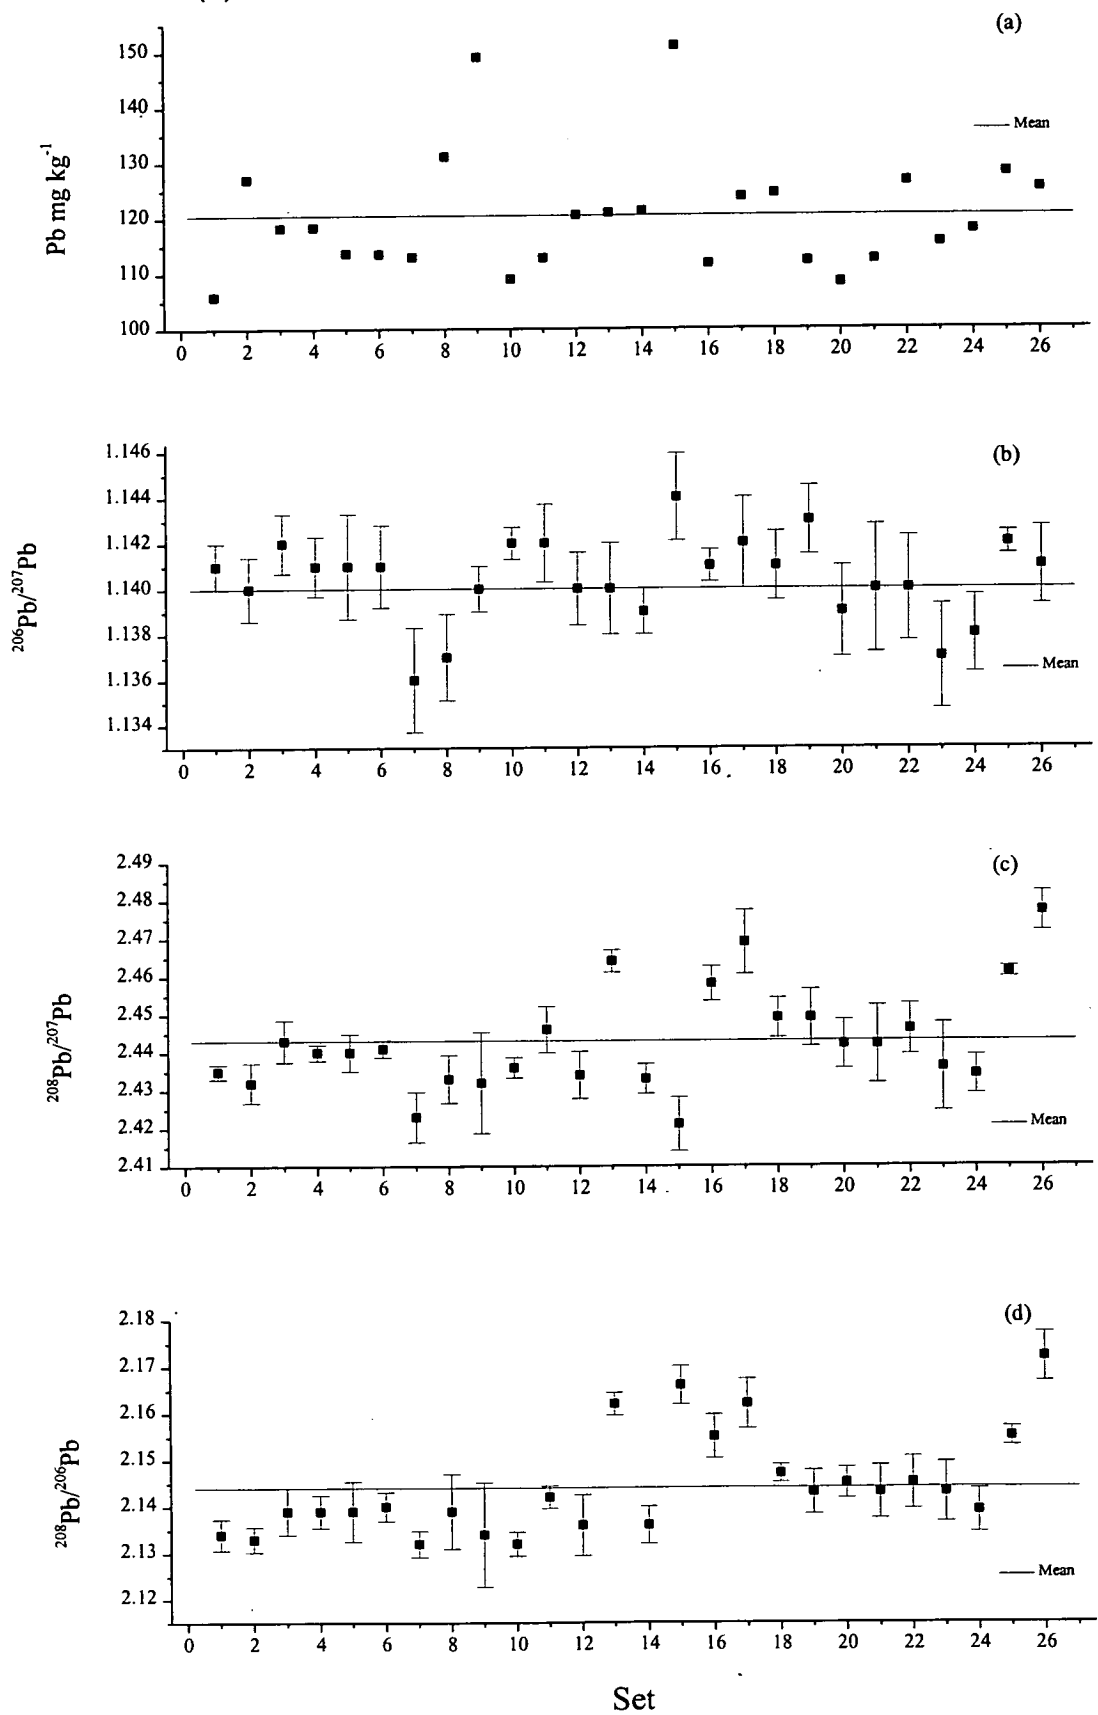 (a)
150
140
130
120
110
100
Pb mg kg⁻¹
Mean
0 2 4 6 8 10 12 14 16 18 20 22 24 26
(b)
1.146
1.144
1.142
1.140
1.138
1.136
1.134
²⁰⁶Pb/²⁰⁷Pb
Mean
0 2 4 6 8 10 12 14 16 18 20 22 24 26
(c)
2.49
2.48
2.47
2.46
2.45
2.44
2.43
2.42
2.41
²⁰⁸Pb/²⁰⁷Pb
Mean
0 2 4 6 8 10 12 14 16 18 20 22 24 26
(d)
2.18
2.17
2.16
2.15
2.14
2.13
2.12
²⁰⁸Pb/²⁰⁶Pb
Mean
0 2 4 6 8 10 12 14 16 18 20 22 24 26
Set